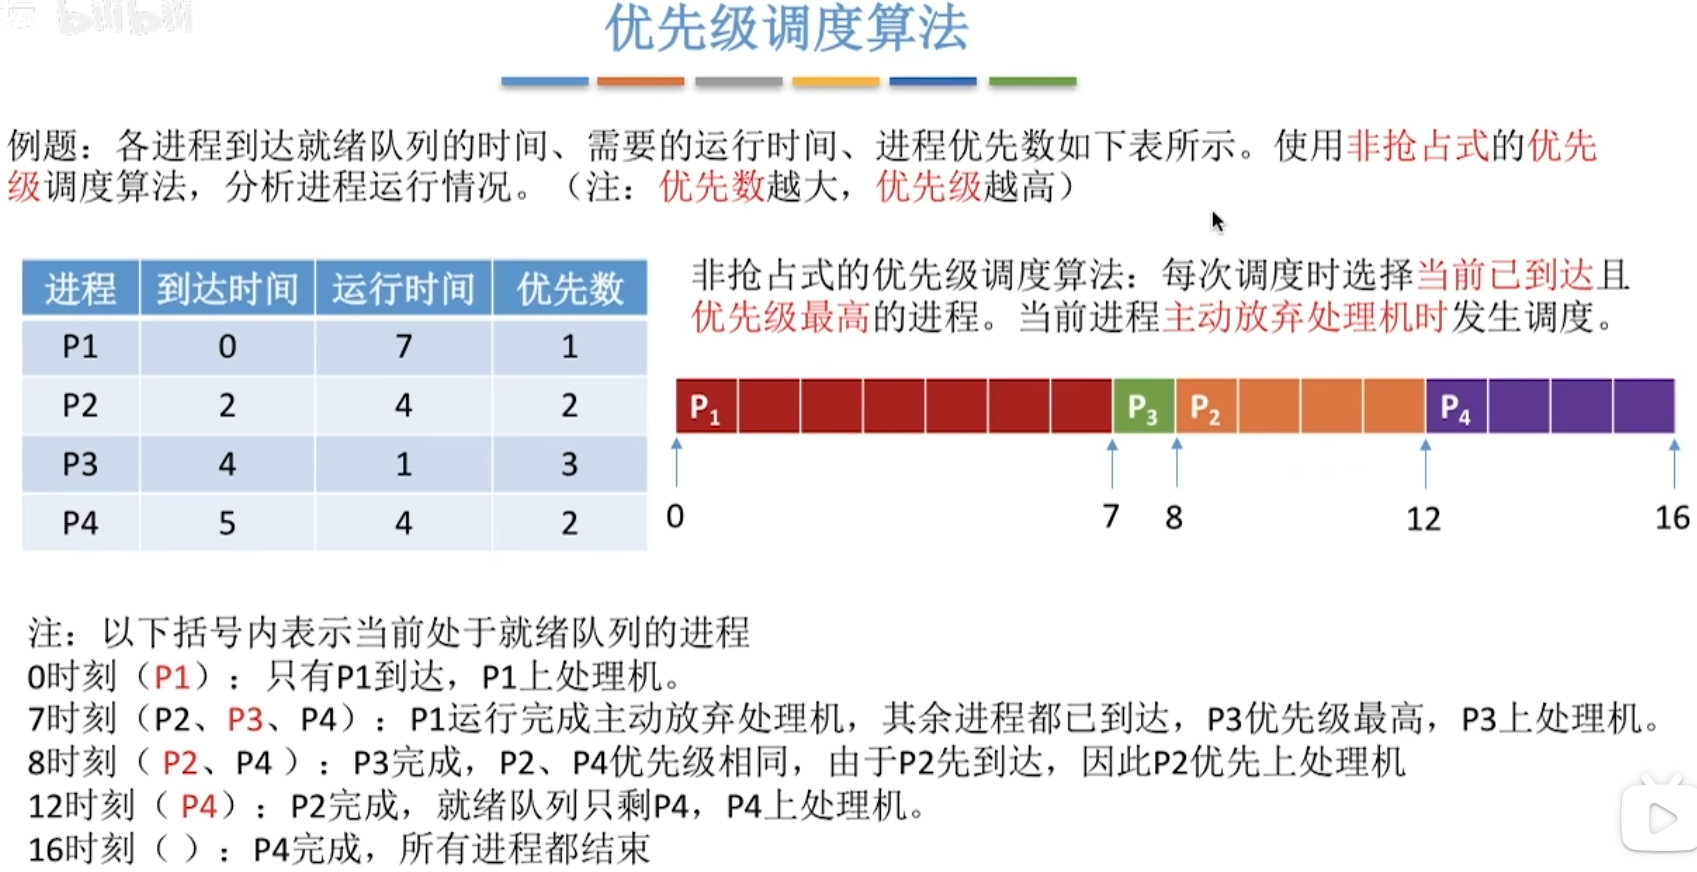 bilibili
优先级调度算法
例题：各进程到达就绪队列的时间、需要的运行时间、进程优先数如下表所示。使用非抢占式的优先
级调度算法，分析进程运行情况。（注：优先数越大，优先级越高）
进程 到达时间 运行时间 优先数
P1 0 7 1
P2 2 4 2
P3 4 1 3
P4 5 4 2
非抢占式的优先级调度算法：每次调度时选择当前已到达且
优先级最高的进程。当前进程主动放弃处理机时发生调度。
P1 P3 P2 P4
0 7 8 12 16
注：以下括号内表示当前处于就绪队列的进程
0时刻（P1）：只有P1到达，P1上处理机。
7时刻（P2、P3、P4）：P1运行完成主动放弃处理机，其余进程都已到达，P3优先级最高，P3上处理机。
8时刻（ P2、P4 ）：P3完成，P2、P4优先级相同，由于P2先到达，因此P2优先上处理机
12时刻（ P4）：P2完成，就绪队列只剩P4，P4上处理机。
16时刻（ ）：P4完成，所有进程都结束